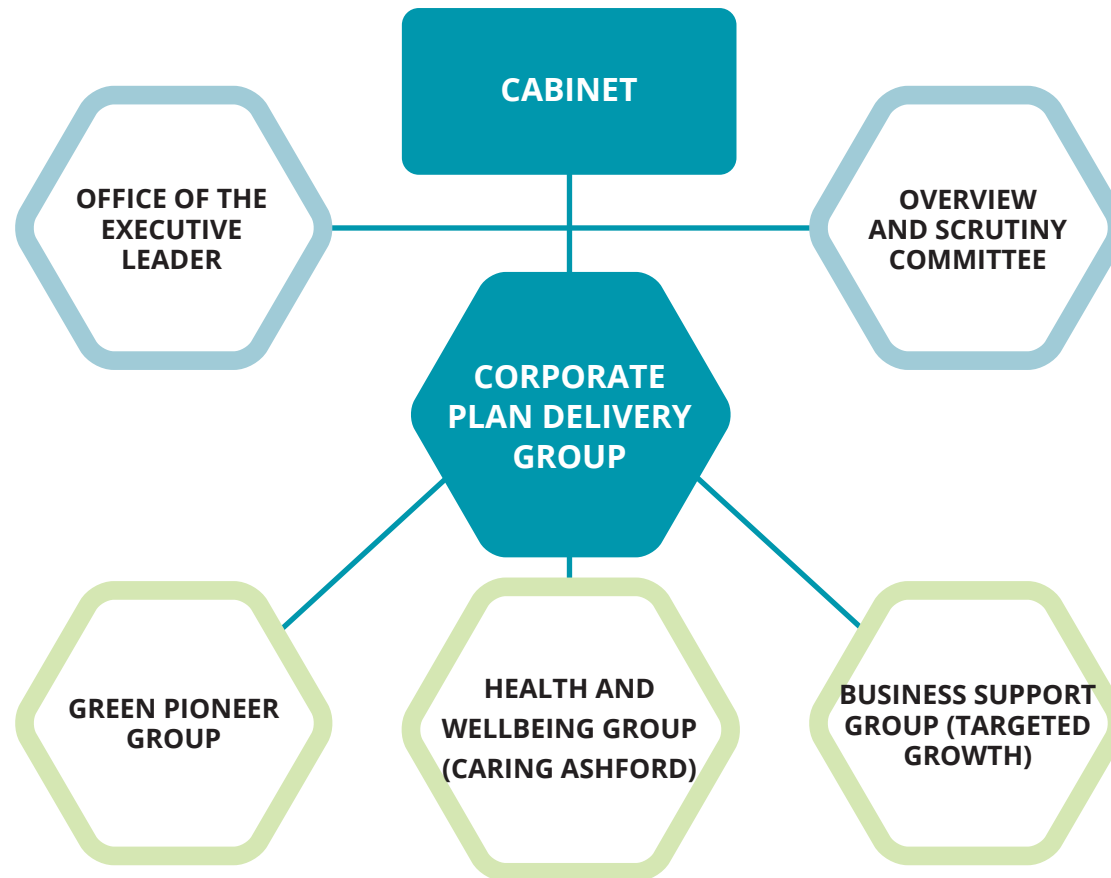 CABINET
OFFICE OF THE
EXECUTIVE
LEADER
OVERVIEW
AND SCRUTINY
COMMITTEE
CORPORATE
PLAN DELIVERY
GROUP
GREEN PIONEER
GROUP
HEALTH AND
WELLBEING GROUP
(CARING ASHFORD)
BUSINESS SUPPORT
GROUP (TARGETED
GROWTH)